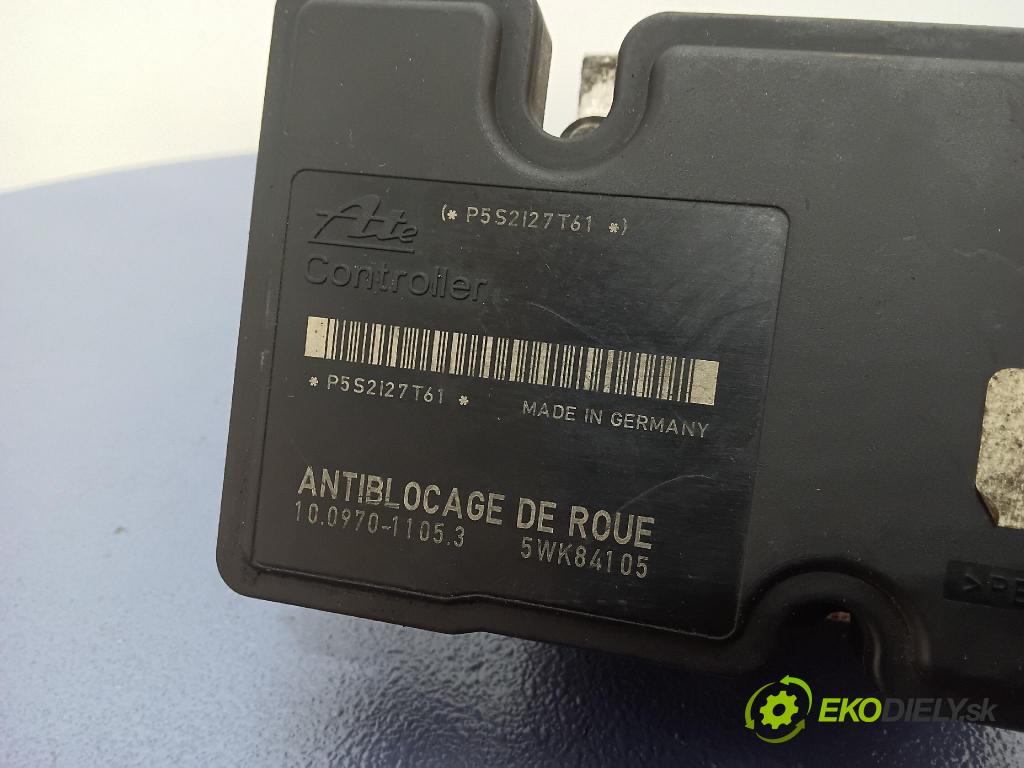 Ate
(* P5S2I27T61 *)
Controller
* P5S2I27T61 *
MADE IN GERMANY
ANTIBLOCAGE DE ROUE
10.0970-1105.3 5WK84105
EKODIELY.sk